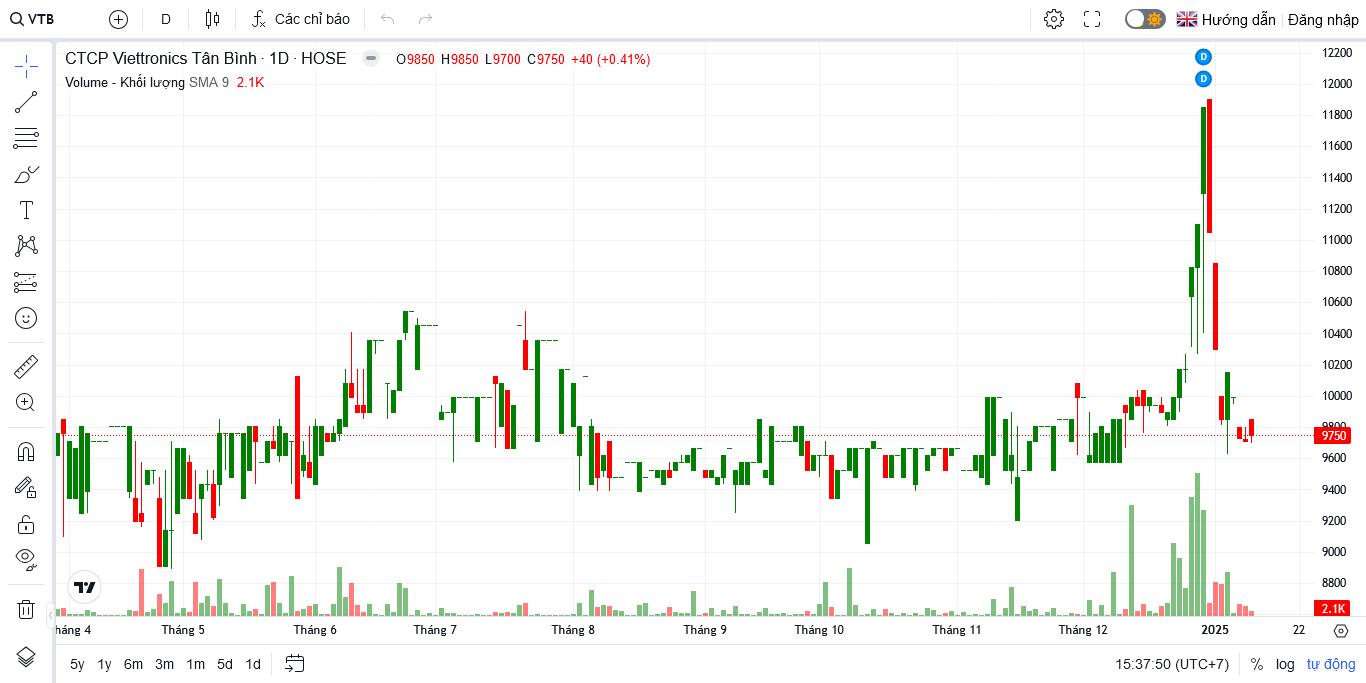 VTB
D
Các chỉ báo
Hướng dẫn
Đăng nhập
CTCP Viettronics Tân Bình · 1D · HOSE O9850 H9850 L9700 C9750 +40 (+0.41%)
Volume - Khối lượng SMA 9 2.1K
D
D
12200
12000
11800
11600
11400
11200
11000
10800
10600
10400
10200
10000
9800
9750
9600
9400
9200
9000
8800
2.1K
háng 4 Tháng 5 Tháng 6 Tháng 7 Tháng 8 Tháng 9 Tháng 10 Tháng 11 Tháng 12 2025 22
5y 1y 6m 3m 1m 5d 1d
15:37:50 (UTC+7) % log tự động